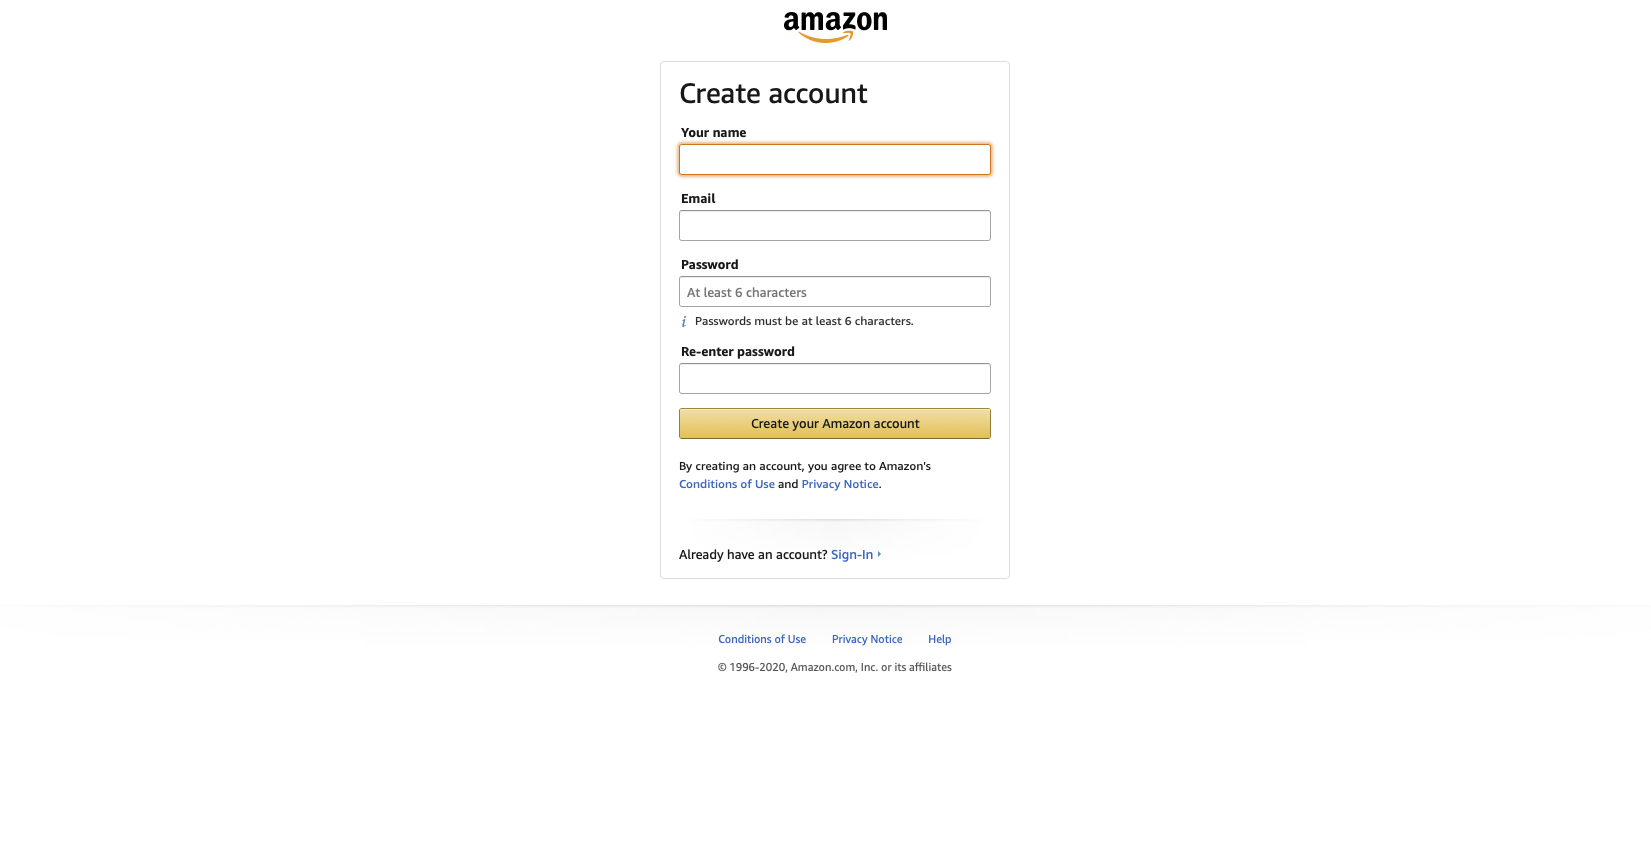 amazon
Create account
Your name
Email
Password
At least 6 characters
i Passwords must be at least 6 characters.
Re-enter password
Create your Amazon account
By creating an account, you agree to Amazon's
Conditions of Use and Privacy Notice.
Already have an account? Sign-In
Conditions of Use Privacy Notice Help
© 1996-2020, Amazon.com, Inc. or its affiliates